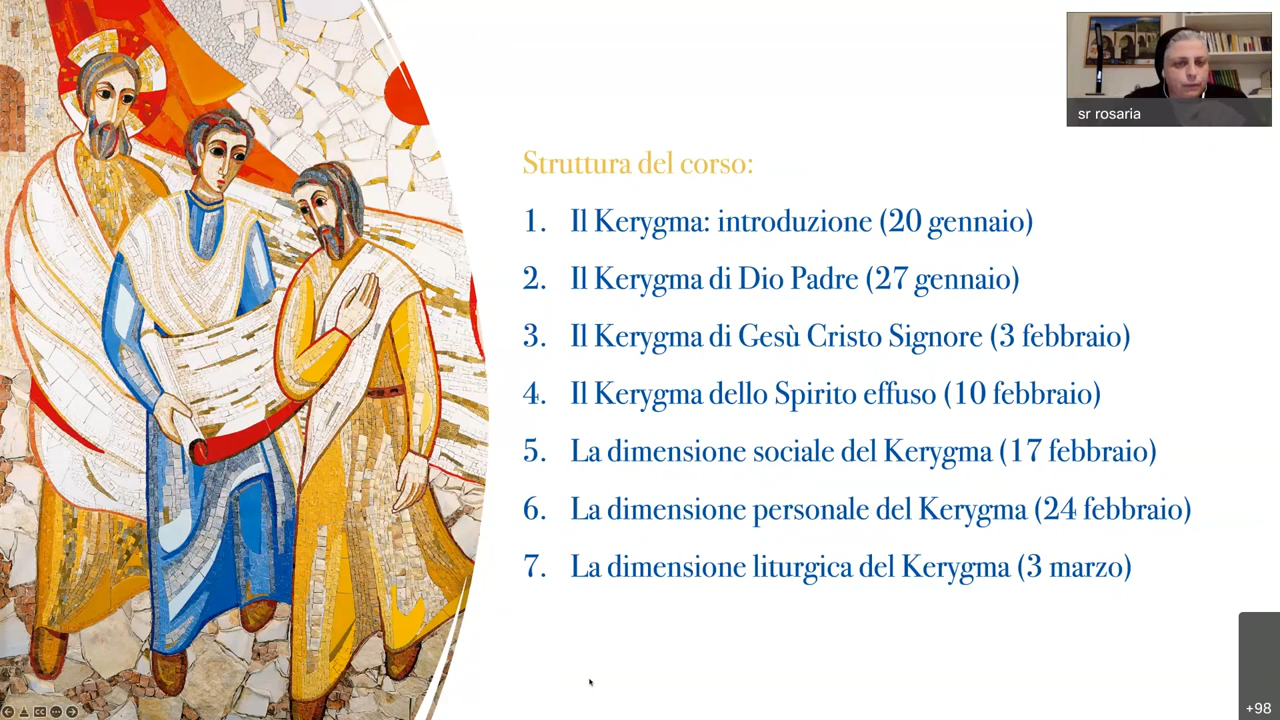 sr rosaria
Struttura del corso:
1. Il Kerygma: introduzione (20 gennaio)
2. Il Kerygma di Dio Padre (27 gennaio)
3. Il Kerygma di Gesù Cristo Signore (3 febbraio)
4. Il Kerygma dello Spirito effuso (10 febbraio)
5. La dimensione sociale del Kerygma (17 febbraio)
6. La dimensione personale del Kerygma (24 febbraio)
7. La dimensione liturgica del Kerygma (3 marzo)
+98